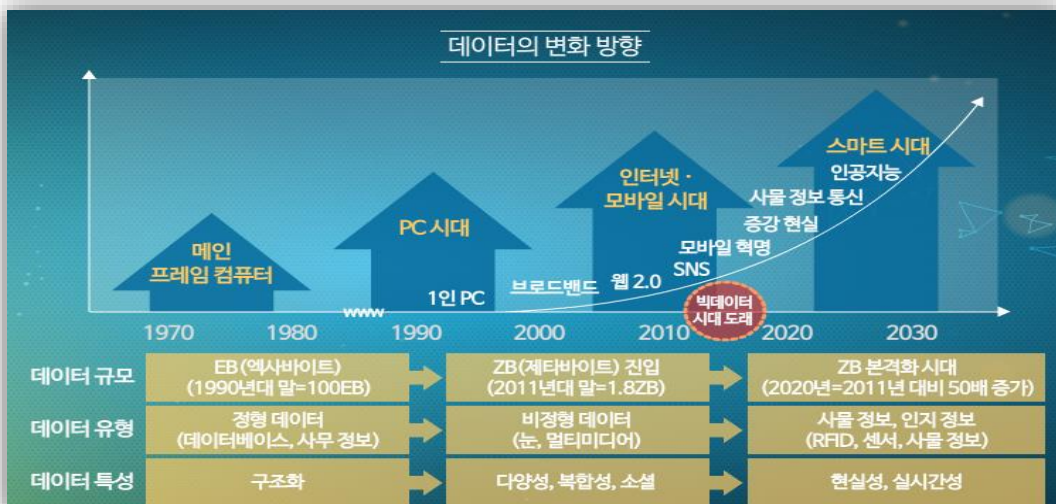 데이터의 변화 방향
스마트 시대
인공지능
인터넷·
모바일 시대
사물 정보 통신
PC 시대
증강 현실
메인
프레임 컴퓨터
모바일 혁명
SNS
브로드밴드
웹 2.0
1인 PC
www
빅데이터
시대 도래
1970 1980 1990 2000 2010 2020 2030
데이터 규모
EB(엑사바이트)
(1990년대 말=100EB)
ZB(제타바이트) 진입
(2011년대 말=1.8ZB)
ZB 본격화 시대
(2020년=2011년 대비 50배 증가)
데이터 유형
정형 데이터
(데이터베이스, 사무 정보)
비정형 데이터
(눈, 멀티미디어)
사물 정보, 인지 정보
(RFID, 센서, 사물 정보)
데이터 특성
구조화
다양성, 복합성, 소셜
현실성, 실시간성